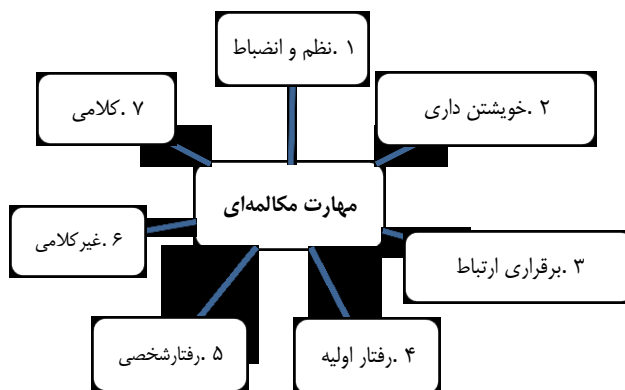 ۱ .نظم و انضباط
۲ .خویشتن داری
۳ .برقراری ارتباط
۴ .رفتار اولیه
۵ .رفتارشخصی
۶ .غیرکلامی
۷ .کلامی
مهارت مکالمه‌ای